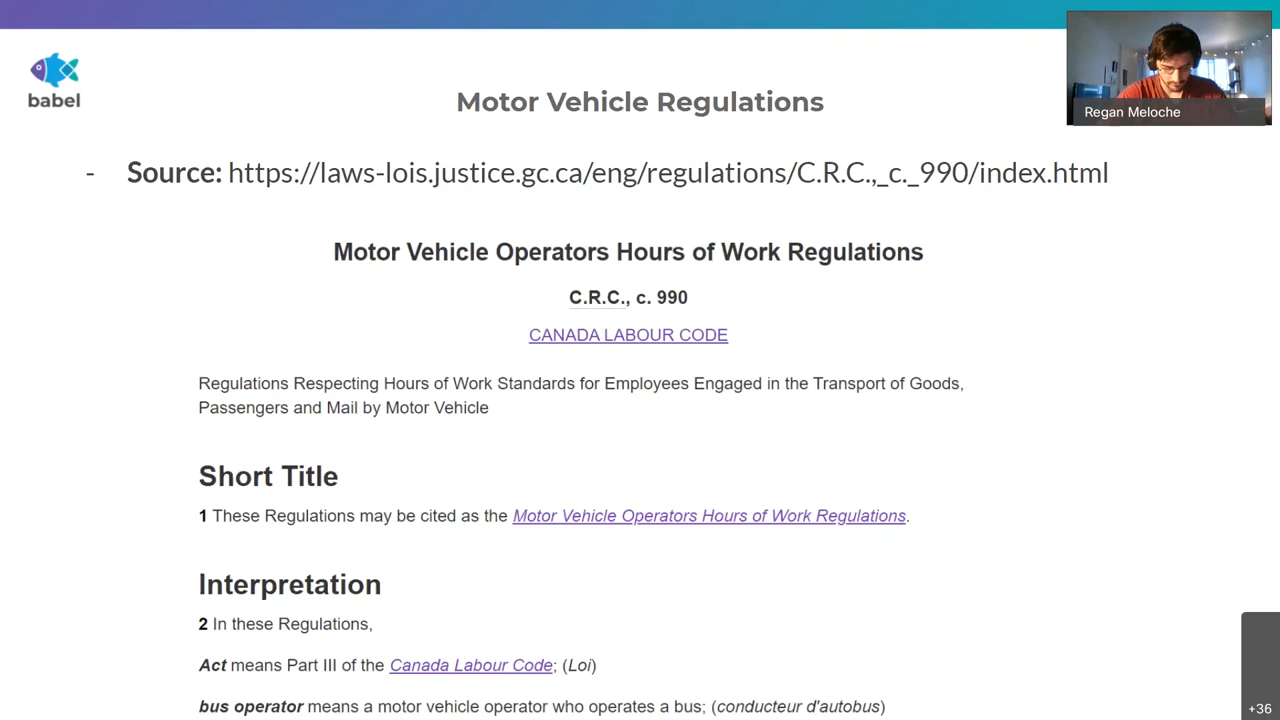 babel
Motor Vehicle Regulations
Regan Meloche
- Source: https://laws-lois.justice.gc.ca/eng/regulations/C.R.C.,_c._990/index.html
Motor Vehicle Operators Hours of Work Regulations
C.R.C., c. 990
CANADA LABOUR CODE
Regulations Respecting Hours of Work Standards for Employees Engaged in the Transport of Goods,
Passengers and Mail by Motor Vehicle
Short Title
1 These Regulations may be cited as the Motor Vehicle Operators Hours of Work Regulations.
Interpretation
2 In these Regulations,
Act means Part III of the Canada Labour Code; (Loi)
bus operator means a motor vehicle operator who operates a bus; (conducteur d'autobus)
+36